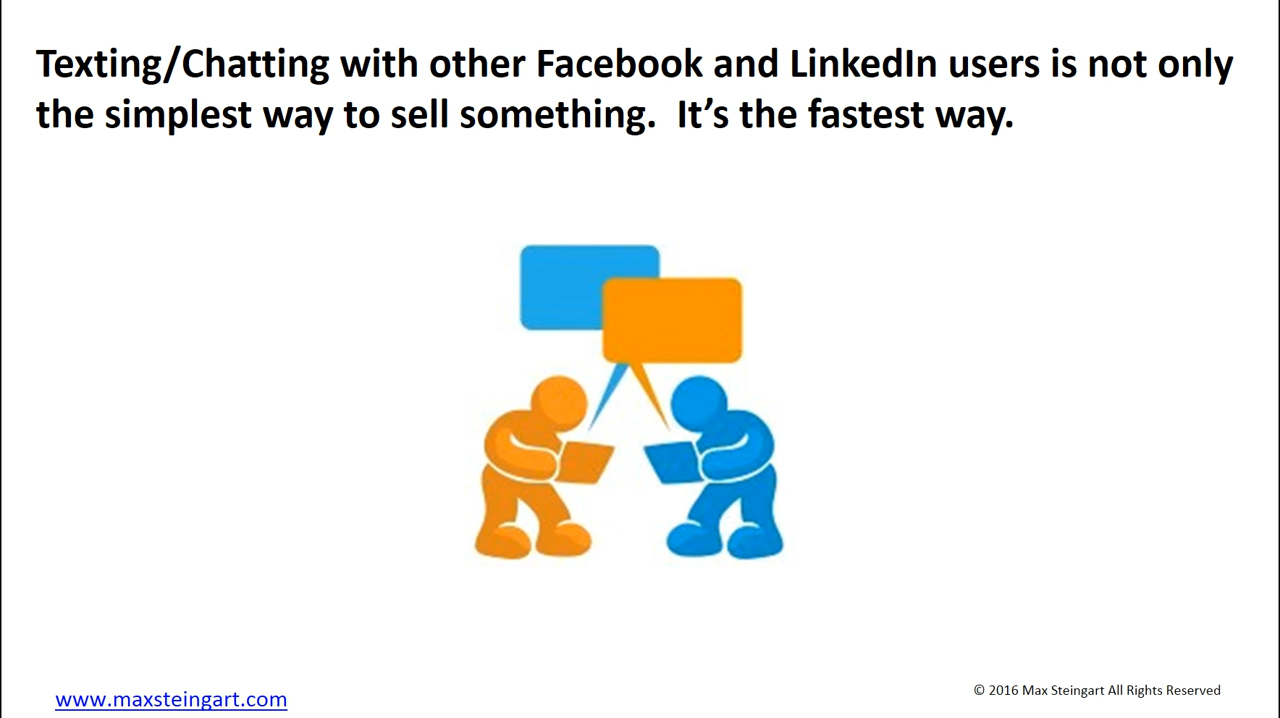 Texting/Chatting with other Facebook and LinkedIn users is not only
the simplest way to sell something.  It’s the fastest way.
www.maxsteingart.com
© 2016 Max Steingart All Rights Reserved